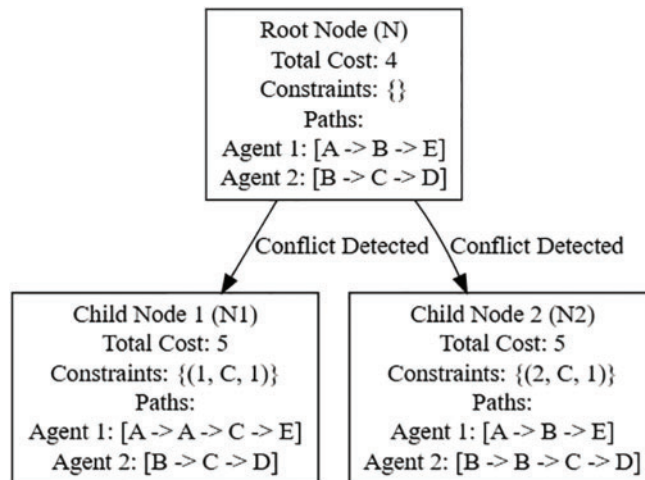 Root Node (N)
Total Cost: 4
Constraints: {}
Paths:
Agent 1: [A -> B -> E]
Agent 2: [B -> C -> D]
Conflict Detected
Conflict Detected
Child Node 1 (N1)
Total Cost: 5
Constraints: {(1, C, 1)}
Paths:
Agent 1: [A -> A -> C -> E]
Agent 2: [B -> C -> D]
Child Node 2 (N2)
Total Cost: 5
Constraints: {(2, C, 1)}
Paths:
Agent 1: [A -> B -> E]
Agent 2: [B -> B -> C -> D]